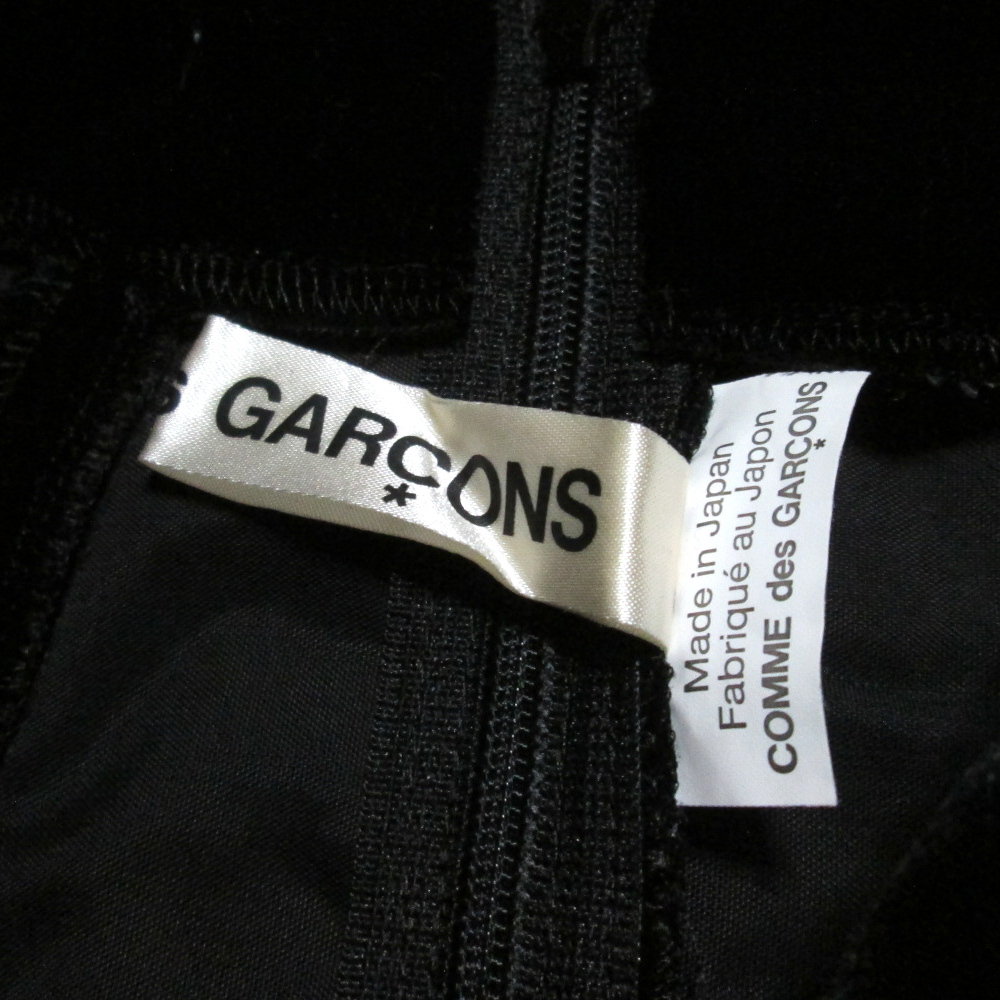 GARÇONS
Made in Japan
Fabriqué au Japon
COMME des GARÇONS